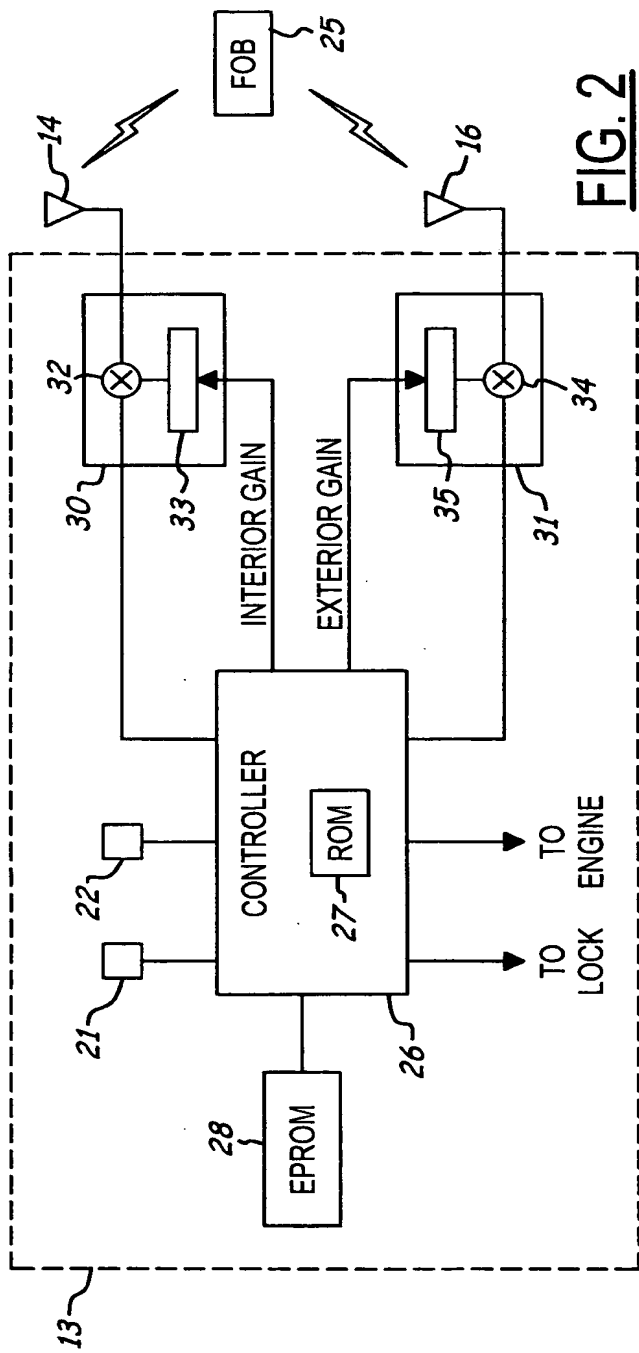 13
28
EPROM
21
22
26
CONTROLLER
27
ROM
TO
LOCK
TO
ENGINE
INTERIOR GAIN
EXTERIOR GAIN
30
32
33
35
31
34
14
16
FOB
25
FIG. 2